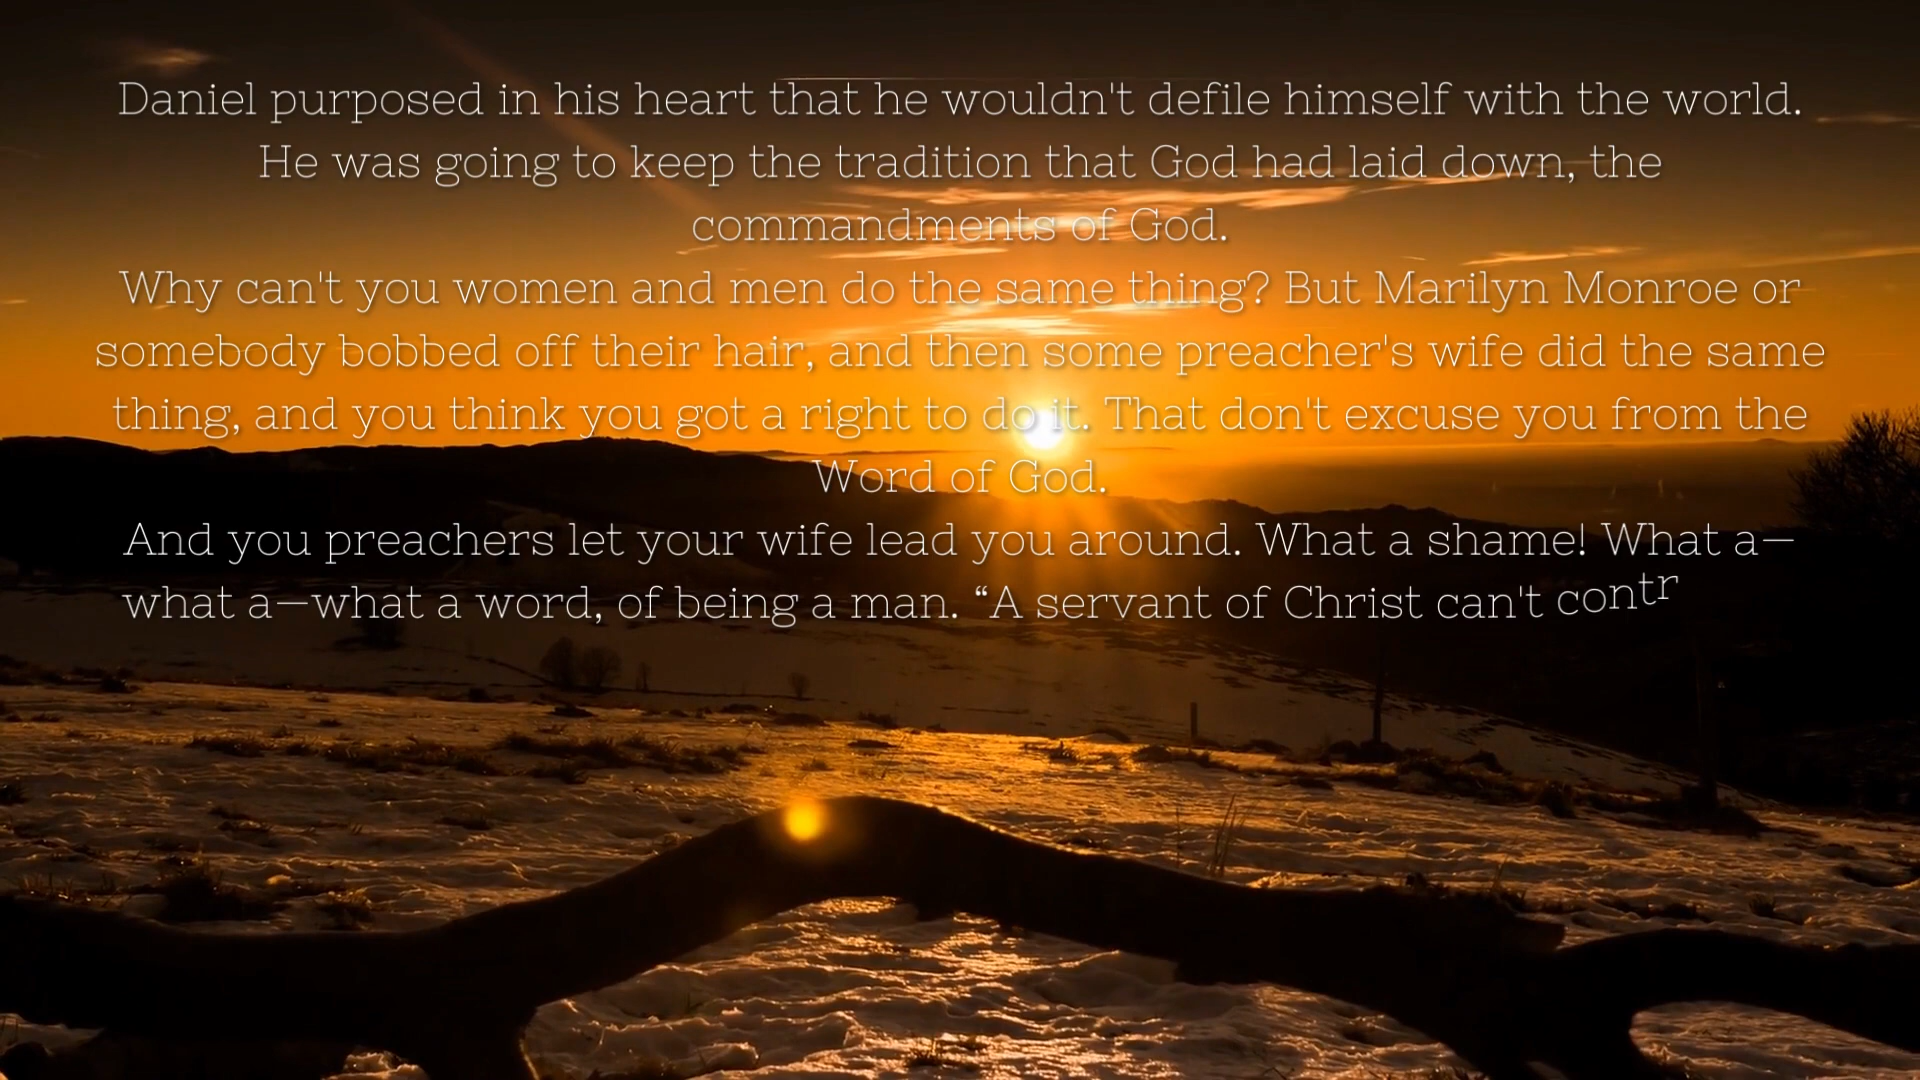 Daniel purposed in his heart that he wouldn't defile himself with the world.
He was going to keep the tradition that God had laid down, the
commandments of God.
Why can't you women and men do the same thing? But Marilyn Monroe or
somebody bobbed off their hair, and then some preacher's wife did the same
thing, and you think you got a right to do it. That don't excuse you from the
Word of God.
And you preachers let your wife lead you around. What a shame! What a—
what a—what a word, of being a man. “A servant of Christ can't contr